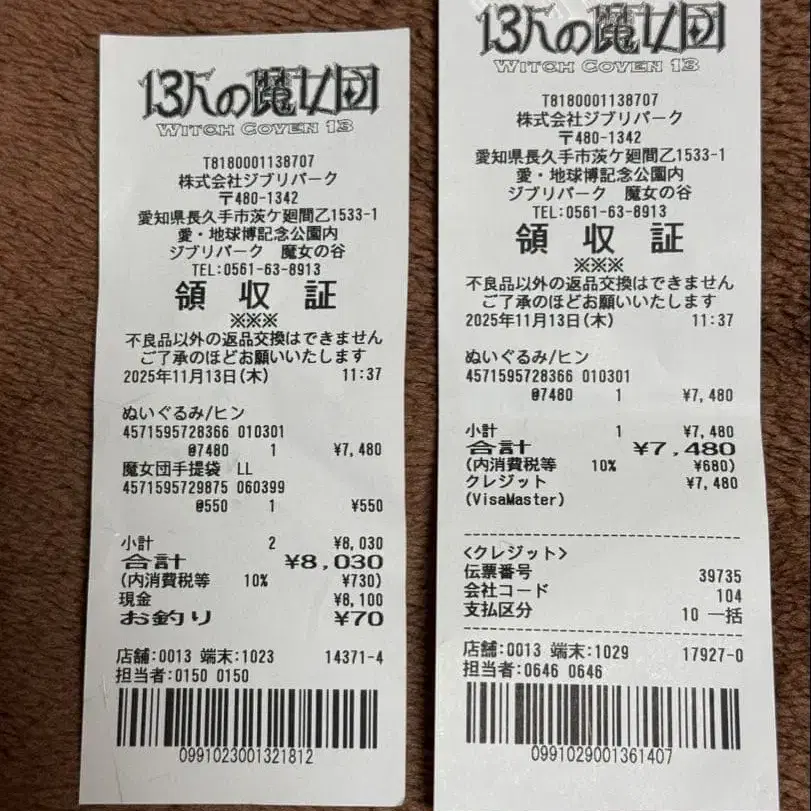 13人の魔女団
WITCH COVEN 13
T8180001138707
株式会社ジブリパーク
〒480-1342
愛知県長久手市茨ケ廻間乙1533-1
愛・地球博記念公園内
ジブリパーク 魔女の谷
TEL:0561-63-8913
領収証
※※※
不良品以外の返品交換はできません
ご了承のほどお願いいたします
2025年11月13日(木) 11:37
ぬいぐるみ/ヒン
4571595728366 010301
@7480 1 ¥7,480
魔女団手提袋 LL
4571595729875 060399
@550 1 ¥550
小計 2 ¥8,030
合計 ¥8,030
(内消費税等 10% ¥730)
現金 ¥8,100
お釣り ¥70
店舗:0013 端末:1023 14371-4
担当者:0150 0150
0991023001321812
13人の魔女団
WITCH COVEN 13
T8180001138707
株式会社ジブリパーク
〒480-1342
愛知県長久手市茨ケ廻間乙1533-1
愛・地球博記念公園内
ジブリパーク 魔女の谷
TEL:0561-63-8913
領収証
※※※
不良品以外の返品交換はできません
ご了承のほどお願いいたします
2025年11月13日(木) 11:37
ぬいぐるみ/ヒン
4571595728366 010301
@7480 1 ¥7,480
小計 1 ¥7,480
合計 ¥7,480
(内消費税等 10% ¥680)
クレジット ¥7,480
(VisaMaster)
<クレジット>
伝票番号 39735
会社コード 104
支払区分 10 一括
店舗:0013 端末:1029 17927-0
担当者:0646 0646
0991029001361407